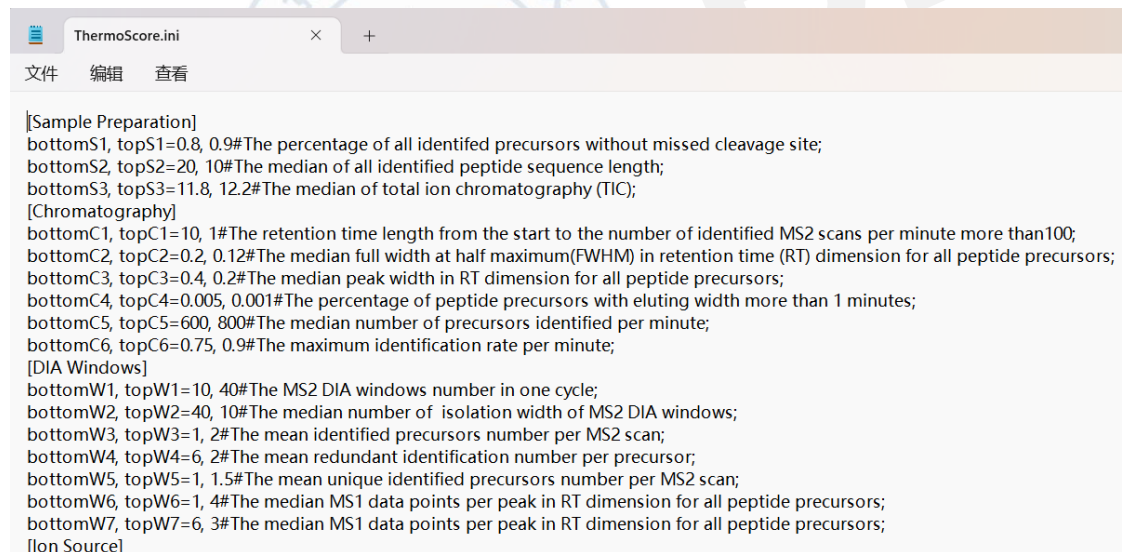 ThermoScore.ini
文件 编辑 查看
[Sample Preparation]
bottomS1, topS1=0.8, 0.9#The percentage of all identifed precursors without missed cleavage site;
bottomS2, topS2=20, 10#The median of all identified peptide sequence length;
bottomS3, topS3=11.8, 12.2#The median of total ion chromatography (TIC);
[Chromatography]
bottomC1, topC1=10, 1#The retention time length from the start to the number of identified MS2 scans per minute more than100;
bottomC2, topC2=0.2, 0.12#The median full width at half maximum(FWHM) in retention time (RT) dimension for all peptide precursors;
bottomC3, topC3=0.4, 0.2#The median peak width in RT dimension for all peptide precursors;
bottomC4, topC4=0.005, 0.001#The percentage of peptide precursors with eluting width more than 1 minutes;
bottomC5, topC5=600, 800#The median number of precursors identified per minute;
bottomC6, topC6=0.75, 0.9#The maximum identification rate per minute;
[DIA Windows]
bottomW1, topW1=10, 40#The MS2 DIA windows number in one cycle;
bottomW2, topW2=40, 10#The median number of  isolation width of MS2 DIA windows;
bottomW3, topW3=1, 2#The mean identified precursors number per MS2 scan;
bottomW4, topW4=6, 2#The mean redundant identification number per precursor;
bottomW5, topW5=1, 1.5#The mean unique identified precursors number per MS2 scan;
bottomW6, topW6=1, 4#The median MS1 data points per peak in RT dimension for all peptide precursors;
bottomW7, topW7=6, 3#The median MS1 data points per peak in RT dimension for all peptide precursors;
[Ion Source]